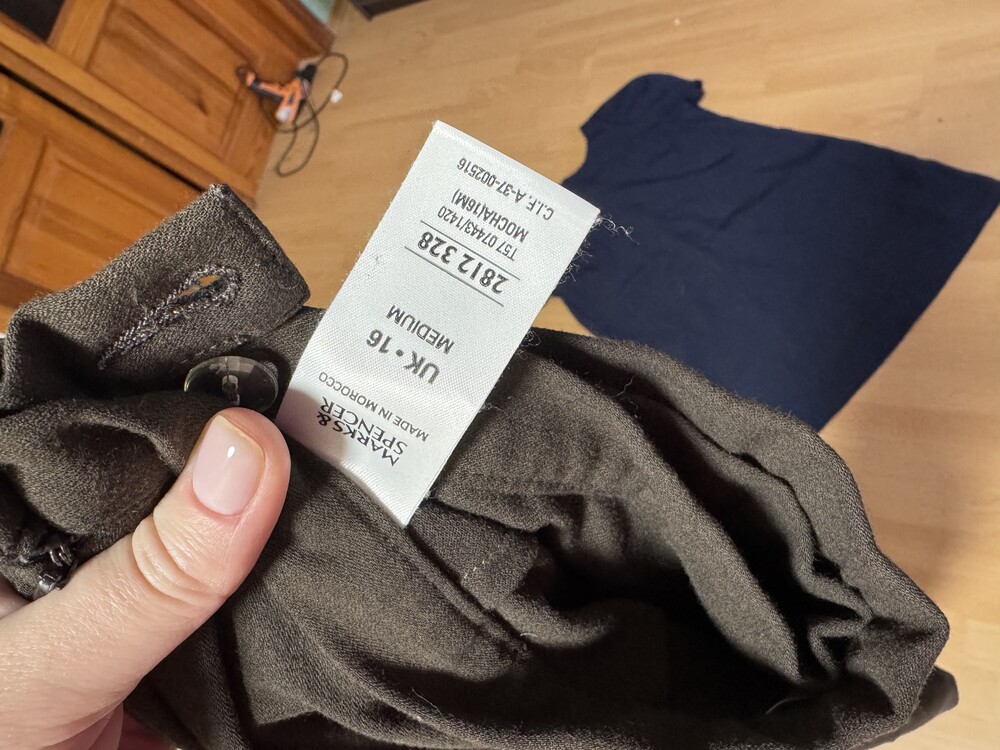 MARKS &
SPENCER
MADE IN MOROCCO
UK • 16
MEDIUM
2812 328
T57 07443/1420
MOCHA(16M)
C.I.F. A-37-002516